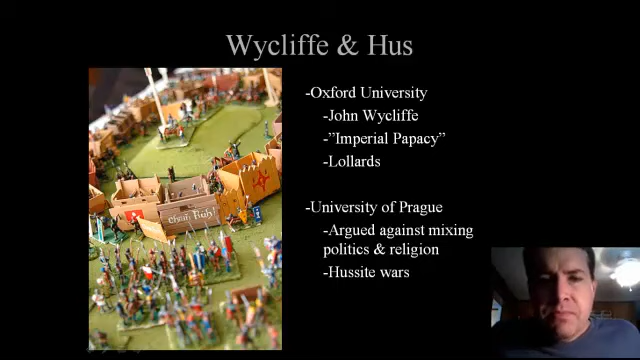 Wycliffe & Hus
-Oxford University
-John Wycliffe
-”Imperial Papacy”
-Lollards
-University of Prague
-Argued against mixing
politics & religion
-Hussite wars